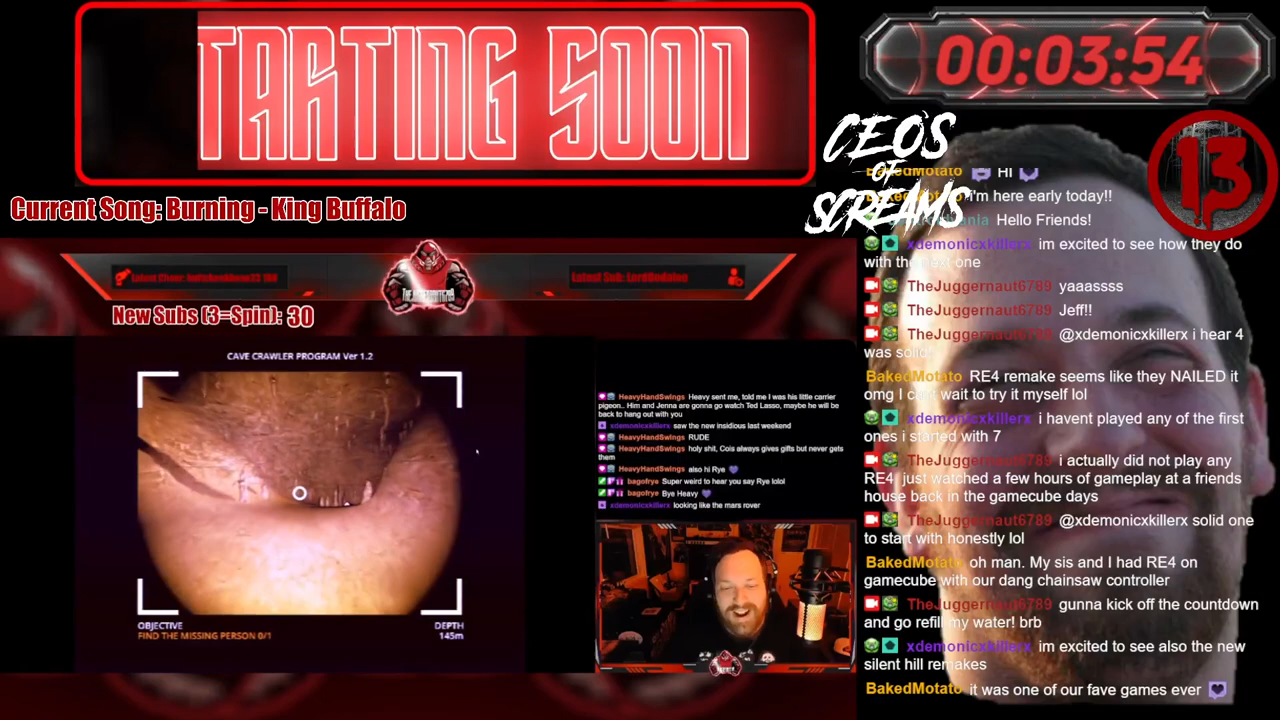 TARTING SOON
00:03:54
CEO'S
OF
SCREAMS
13
Current Song: Burning - King Buffalo
Latest Sub:
New Subs (3=Spin): 30
CAVE CRAWLER PROGRAM Ver 1.2
OBJECTIVE
FIND THE MISSING PERSON 0/1
DEPTH
145m
HeavyHandSwings Heavy sent me, told me I was his little carrier
pigeon.. Him and Jenna are gonna go watch Ted Lasso, maybe he will be
back to hang out with you
xdemonicxkillerx saw the new insidious last weekend
HeavyHandSwings RUDE
HeavyHandSwings holy shit, Cois always gives gifts but never gets
them
HeavyHandSwings also hi Rye
bagofrye Super weird to hear you say Rye lolol
bagofrye Bye Heavy
xdemonicxkillerx looking like the mars rover
BakedMotato HI
i'm here early today!!
Hello Friends!
xdemonicxkillerx im excited to see how they do
with the next one
TheJuggernaut6789 yaaassss
TheJuggernaut6789 Jeff!!
TheJuggernaut6789 @xdemonicxkillerx i hear 4
was solid
BakedMotato RE4 remake seems like they NAILED it
omg I can't wait to try it myself lol
xdemonicxkillerx i havent played any of the first
ones i started with 7
TheJuggernaut6789 i actually did not play any
RE4, just watched a few hours of gameplay at a friends
house back in the gamecube days
TheJuggernaut6789 @xdemonicxkillerx solid one
to start with honestly lol
BakedMotato oh man. My sis and I had RE4 on
gamecube with our dang chainsaw controller
TheJuggernaut6789 gunna kick off the countdown
and go refill my water! brb
xdemonicxkillerx im excited to see also the new
silent hill remakes
BakedMotato it was one of our fave games ever